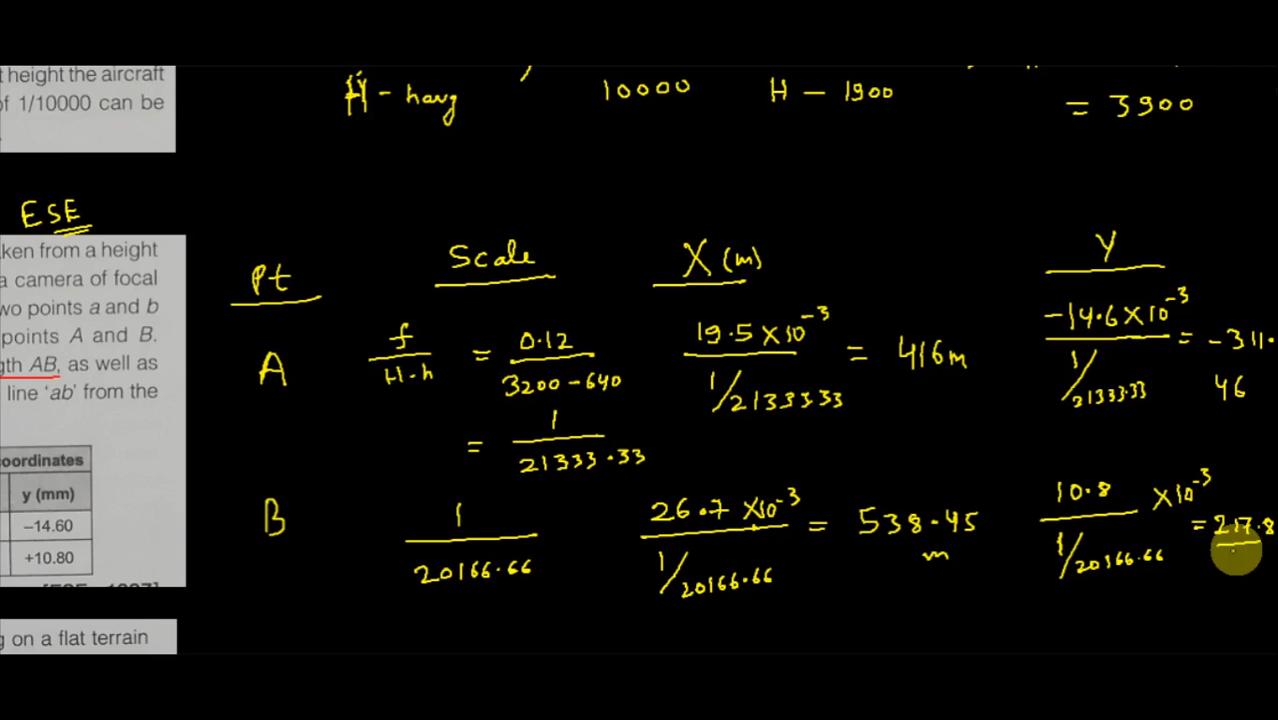 t height the aircraft
of 1/10000 can be
H - havg
10000
H - 1900
= 3900
ESE
ken from a height
a camera of focal
wo points a and b
points A and B.
gth AB, as well as
line 'ab' from the
oordinates
y (mm)
-14.60
+10.80
g on a flat terrain
Pt Scale X (m) Y
A f/H-h = 0.12/3200-640 19.5 X 10^-3/1/2133333 = 416m -14.6 X 10^-3/1/21333.33 = -311.
46
= 1/21333.33
B 1/20166.66 26.7 X 10^-3/1/20166.66 = 538.45 m 10.8 X 10^-3/1/20166.66 = 217.8